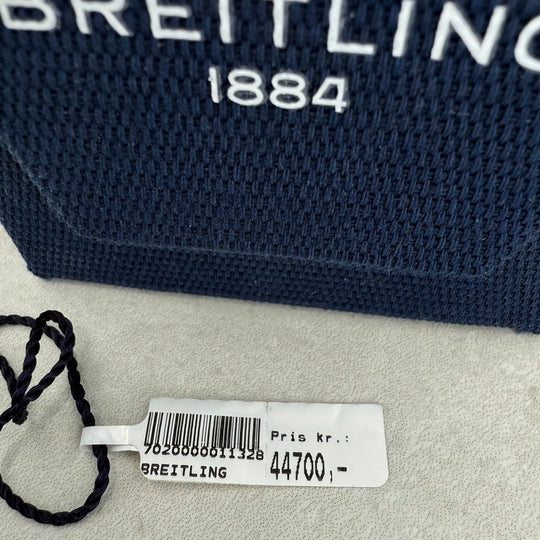 BREITLING
1884
Pris kr.:
7020000011328
44700,-
BREITLING